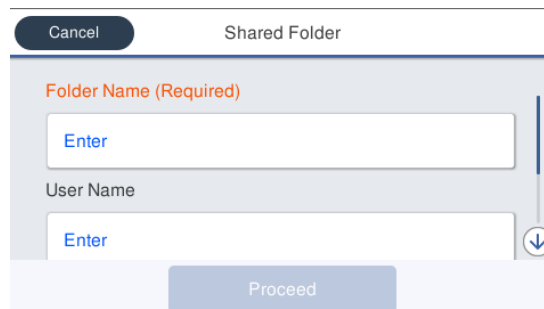 Cancel
Shared Folder
Folder Name (Required)
Enter
User Name
Enter
Proceed